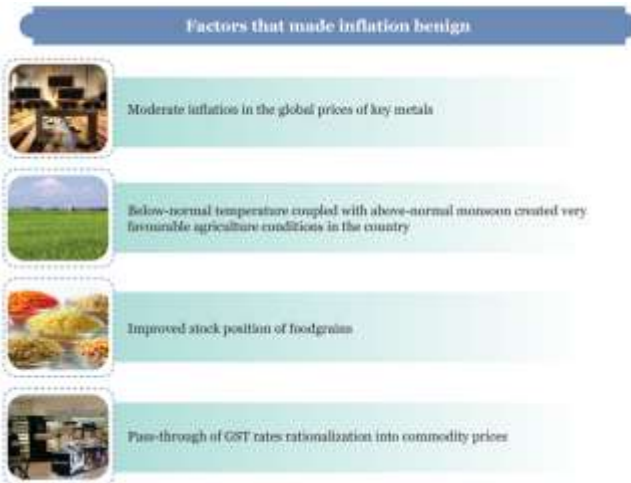 Factors that made inflation benign
Moderate inflation in the global prices of key metals
Below-normal temperature coupled with above-normal monsoon created very
favourable agriculture conditions in the country
Improved stock position of foodgrains
Pass-through of GST rates rationalization into commodity prices